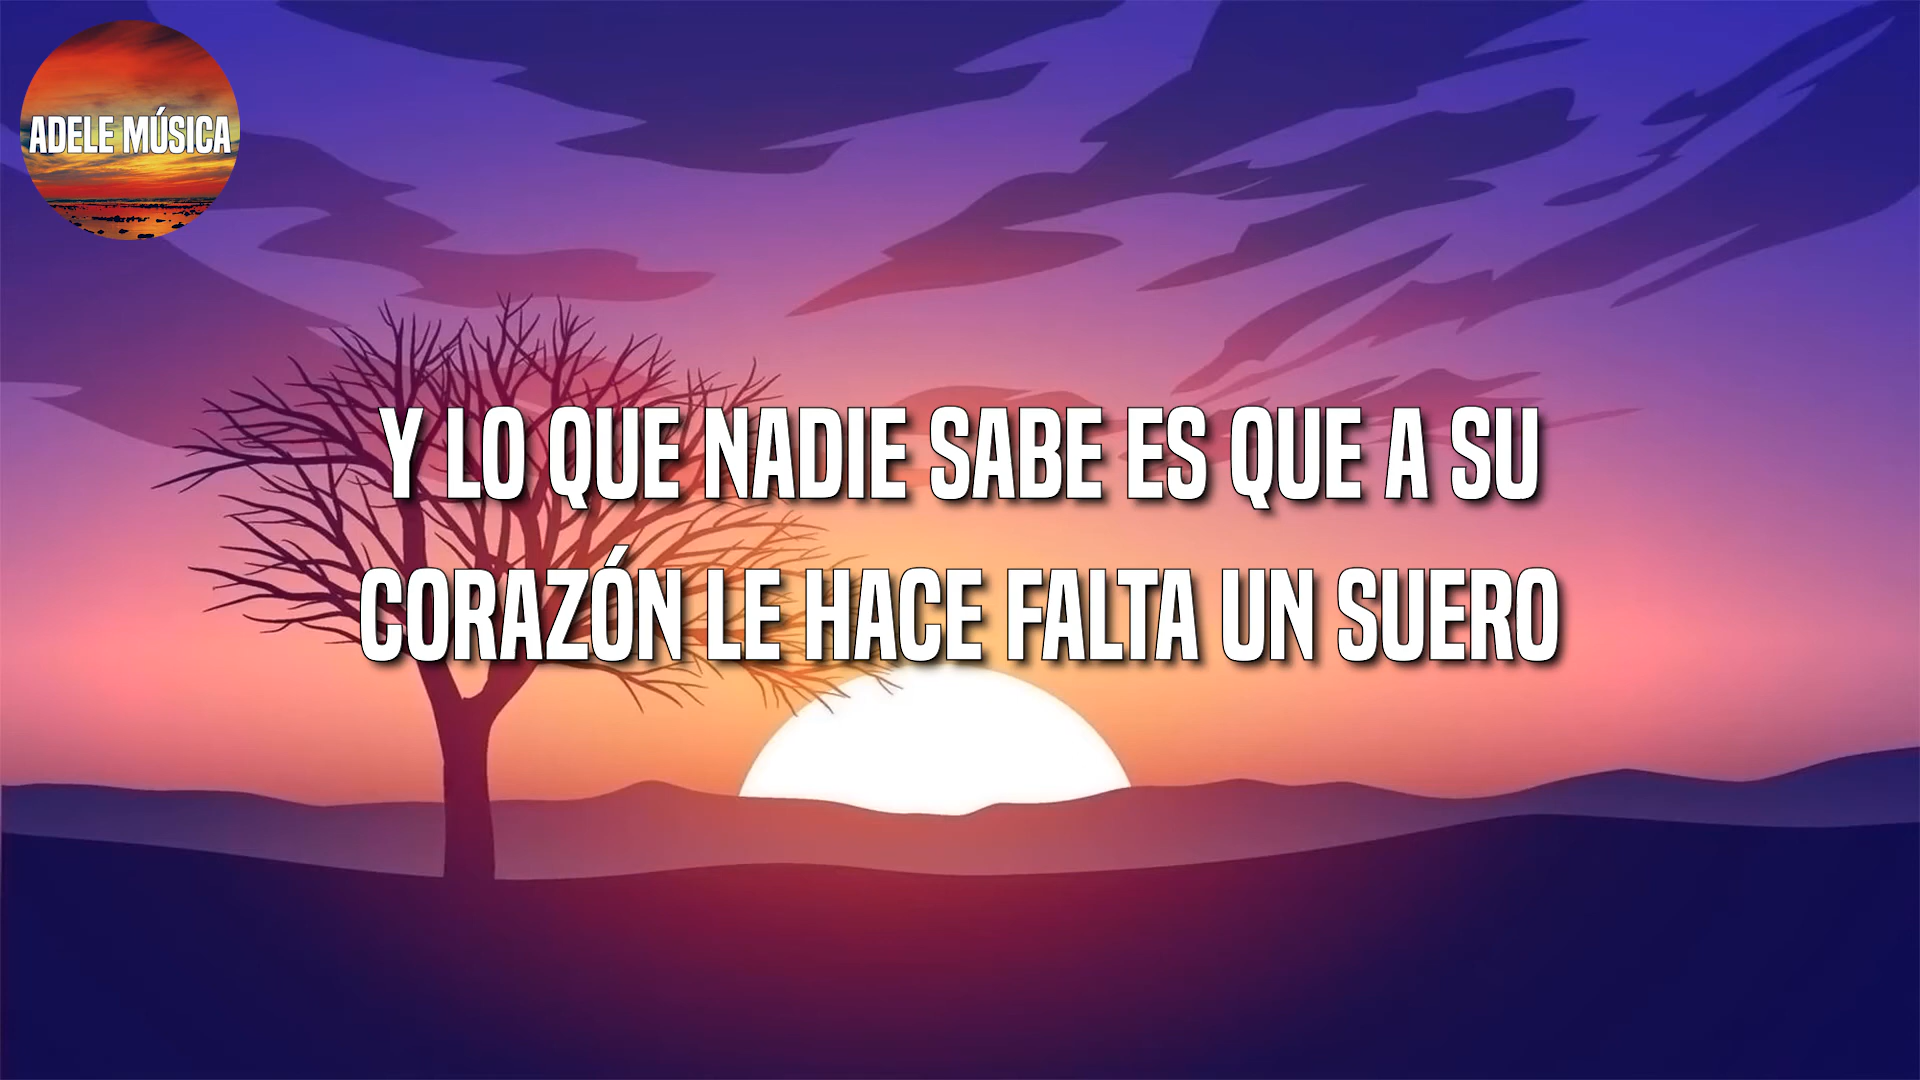 ADELE MÚSICA
Y LO QUE NADIE SABE ES QUE A SU
CORAZÓN LE HACE FALTA UN SUERO